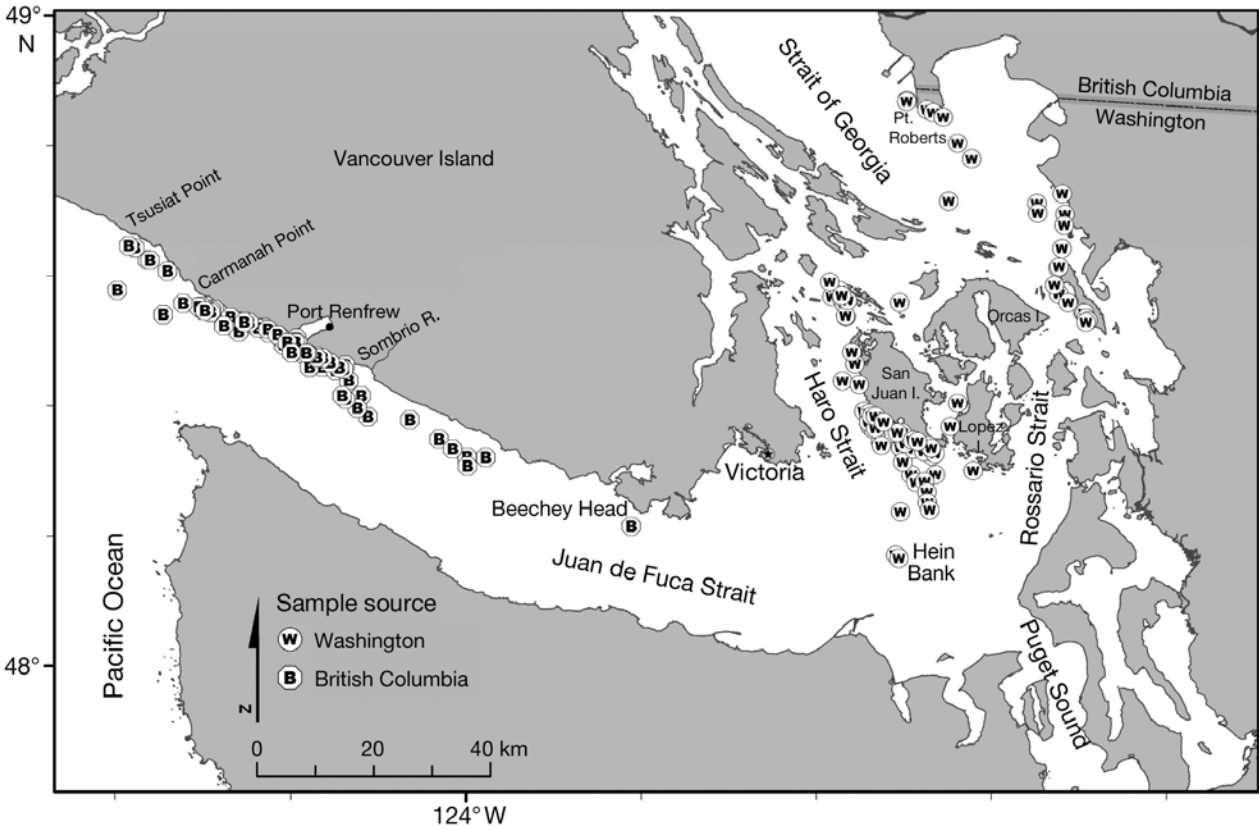 49°
N
Strait of Georgia
British Columbia
Washington
Pt.
Roberts
Vancouver Island
Tsusiat Point
Carmanah Point
Port Renfrew
Sombrio R.
Orcas I.
San
Juan I.
Lopez
I.
Haro Strait
Rossario Strait
Victoria
Beechey Head
Juan de Fuca Strait
Hein
Bank
Pacific Ocean
Puget Sound
48°
Sample source
W Washington
B British Columbia
N
0 20 40 km
124°W